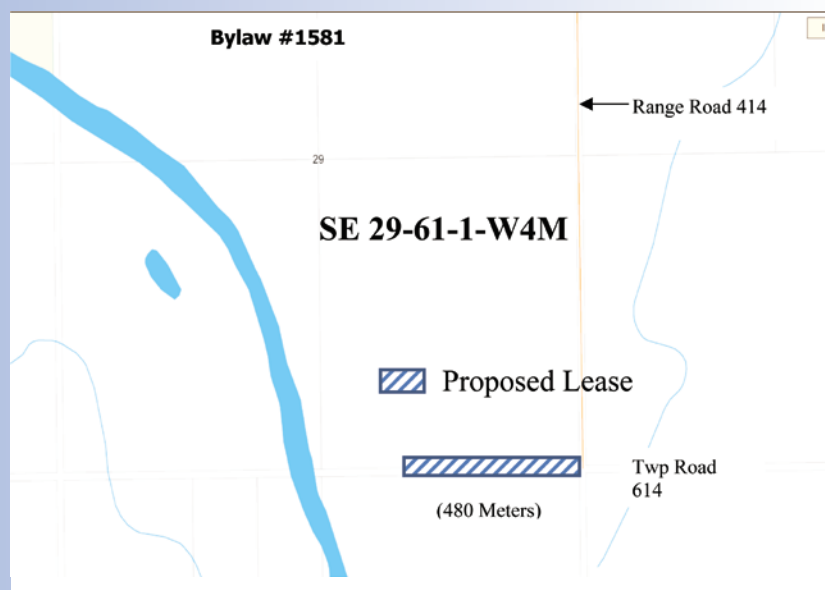 Bylaw #1581
Range Road 414
29
SE 29-61-1-W4M
Proposed Lease
Twp Road
614
(480 Meters)